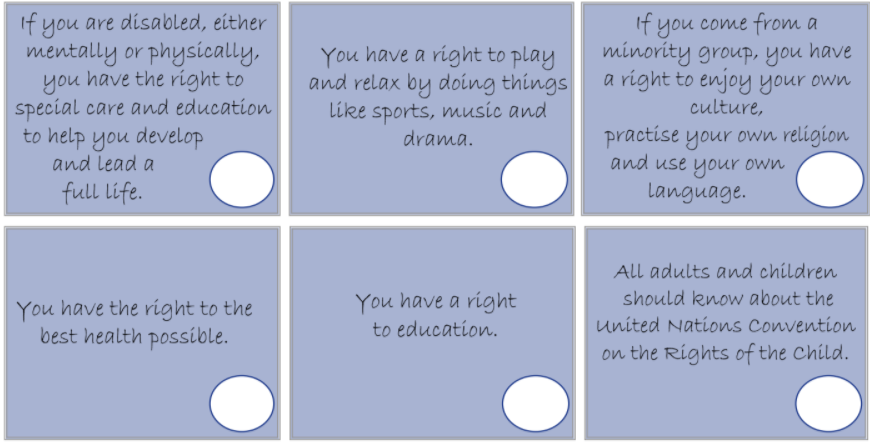 If you are disabled, either
mentally or physically,
you have the right to
special care and education
to help you develop
and lead a
full life.
You have a right to play
and relax by doing things
like sports, music and
drama.
If you come from a
minority group, you have
a right to enjoy your own
culture,
practise your own religion
and use your own
language.
You have the right to the
best health possible.
You have a right
to education.
All adults and children
should know about the
United Nations Convention
on the Rights of the Child.